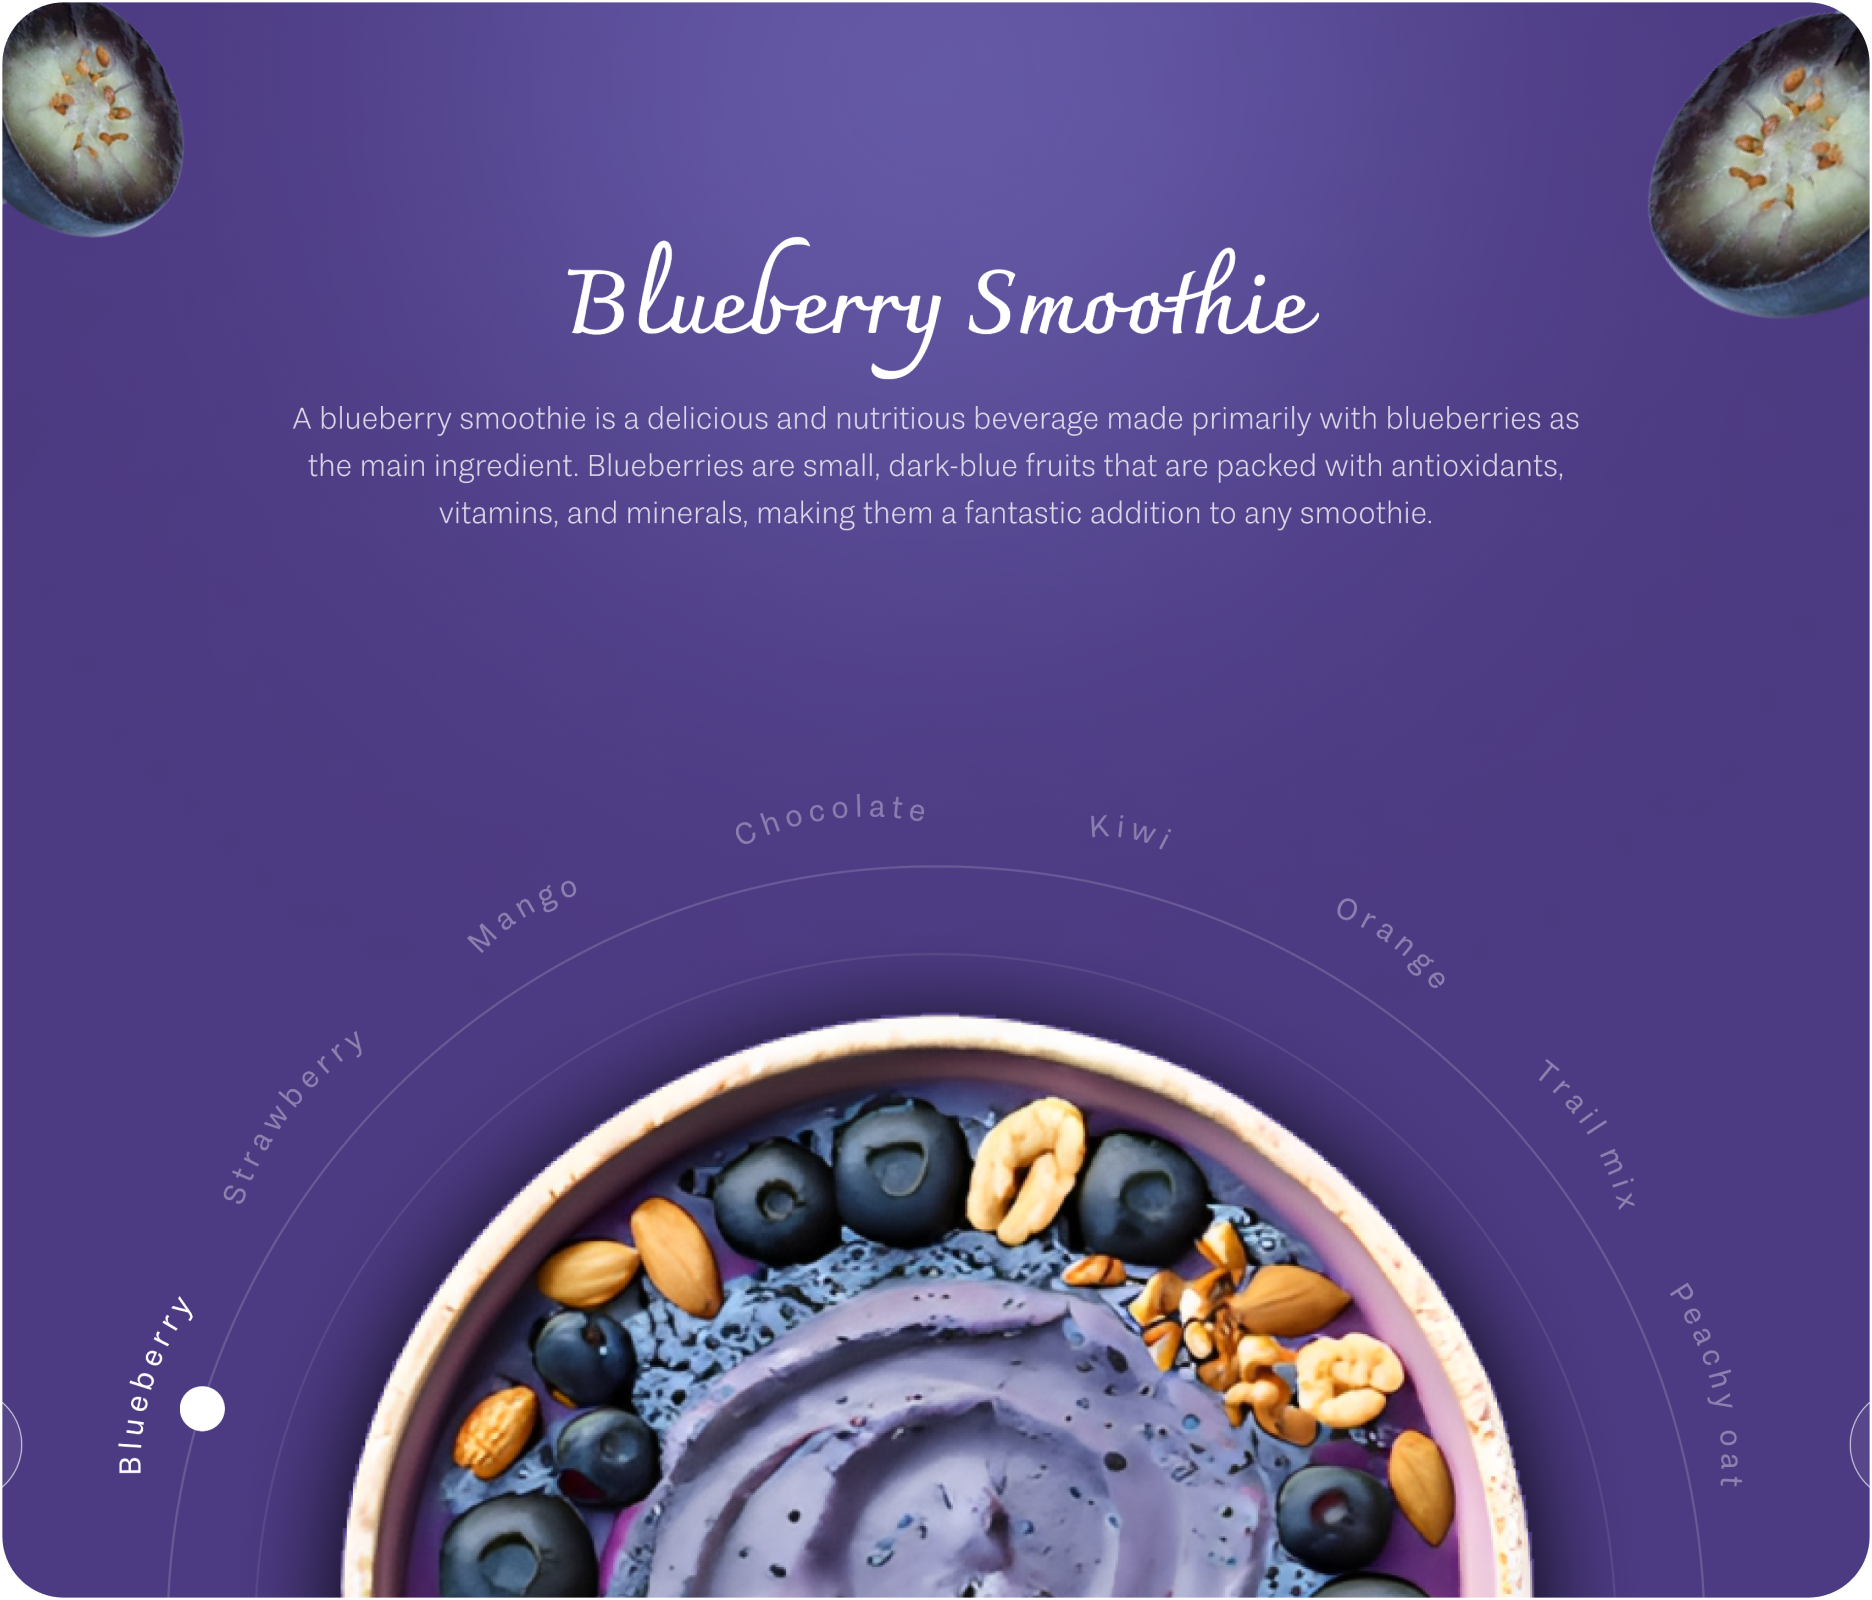 Blueberry Smoothie
A blueberry smoothie is a delicious and nutritious beverage made primarily with blueberries as
the main ingredient. Blueberries are small, dark-blue fruits that are packed with antioxidants,
vitamins, and minerals, making them a fantastic addition to any smoothie.
Blueberry
Strawberry
Mango
Chocolate
Kiwi
Orange
Trail mix
Peachy oat